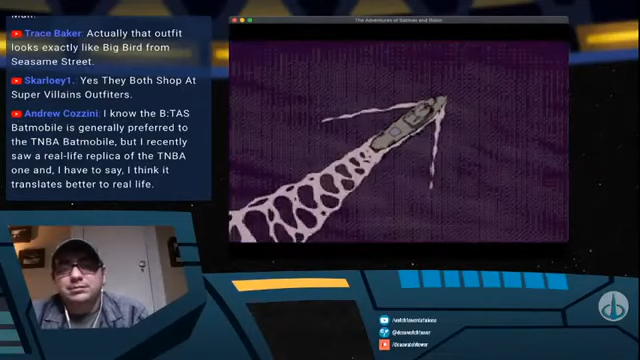 Trace Baker: Actually that outfit
looks exactly like Big Bird from
Seasame Street.
Skarloey1.: Yes They Both Shop At
Super Villains Outfiters.
Andrew Cozzini: I know the B:TAS
Batmobile is generally preferred to
the TNBA Batmobile, but I recently
saw a real-life replica of the TNBA
one and, I have to say, I think it
translates better to real life.
The Adventures of Batman and Robin